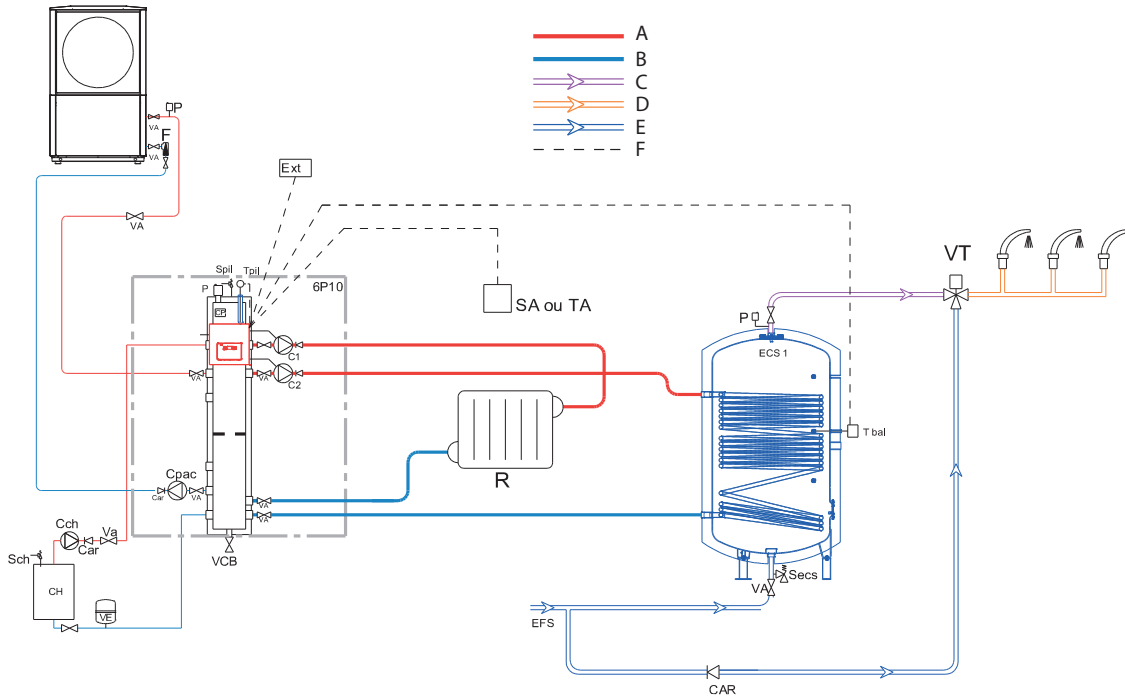 A
B
C
D
E
F
P
VA
F
VA
VA
Ext
Spil
Tpil
P
CP
6P10
SA ou TA
VT
P
ECS 1
C1
VA
VA
C2
T bal
R
Cpac
Car
VA
VA
VA
Cch
Car
Va
Sch
CH
VE
VCB
VA
Secs
EFS
CAR